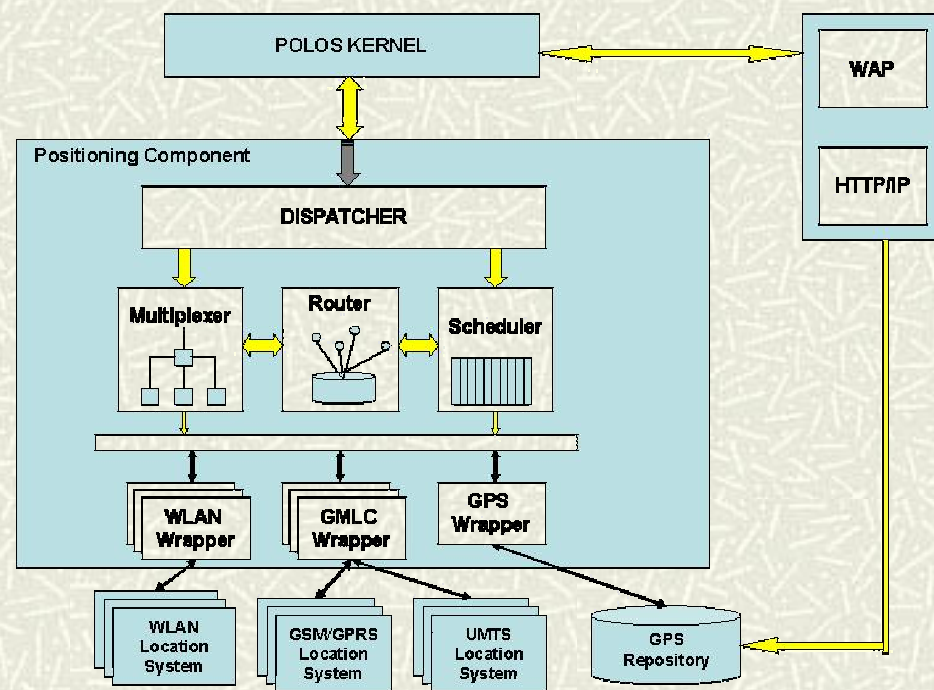 POLOS KERNEL
WAP
HTTP/IP
Positioning Component
DISPATCHER
Multiplexer
Router
Scheduler
WLAN
Wrapper
GMLC
Wrapper
GPS
Wrapper
WLAN
Location
System
GSM/GPRS
Location
System
UMTS
Location
System
GPS
Repository